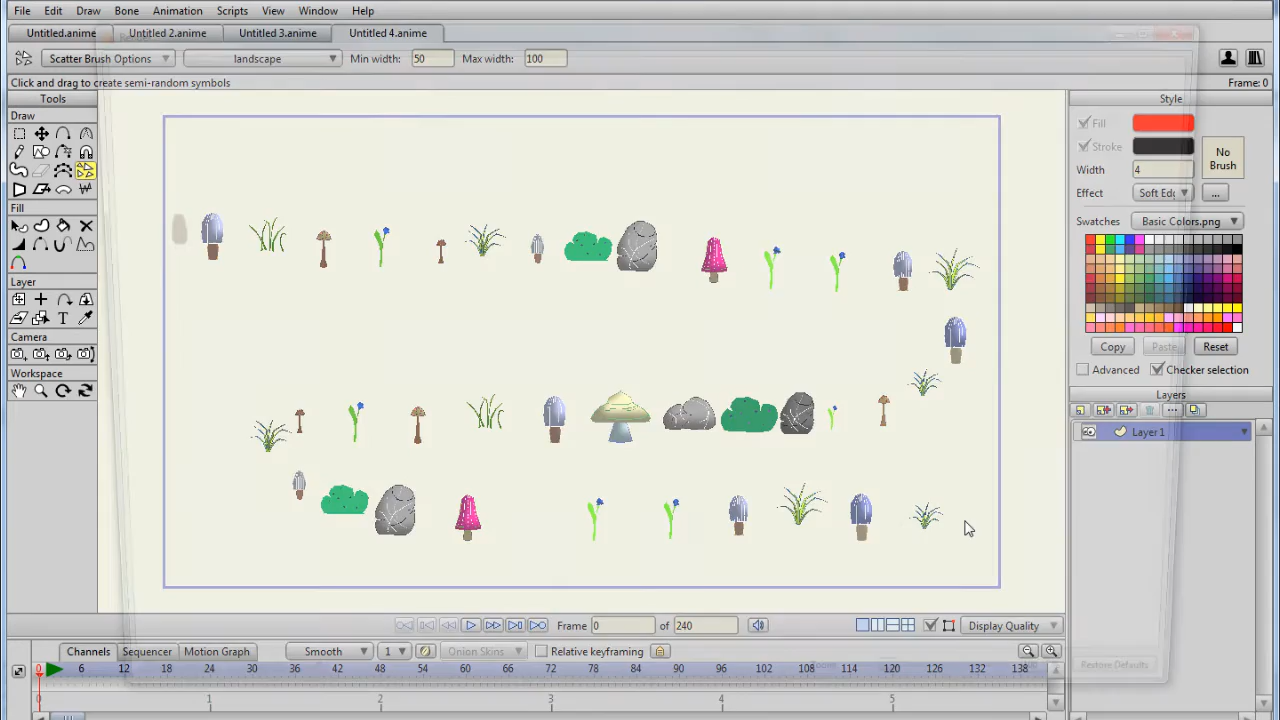 File Edit Draw Bone Animation Scripts View Window Help
Untitled.anime Untitled 2.anime Untitled 3.anime Untitled 4.anime
Scatter Brush Options landscape Min width: 50 Max width: 100
Click and drag to create semi-random symbols Frame: 0
Tools Style
Draw
Fill
Stroke
No Brush
Width 4
Effect Soft Edg ...
Fill
Swatches Basic Colors.png
Layer
Camera
Copy Paste Reset
Workspace
Advanced Checker selection
Layers
Layer 1
Frame 0 of 240 Display Quality
Channels Sequencer Motion Graph Smooth 1 Onion Skins Relative keyframing
Restore Defaults
0 6 12 18 24 30 36 42 48 54 60 66 72 78 84 90 96 102 108 114 120 126 132 138
0 1 2 3 4 5